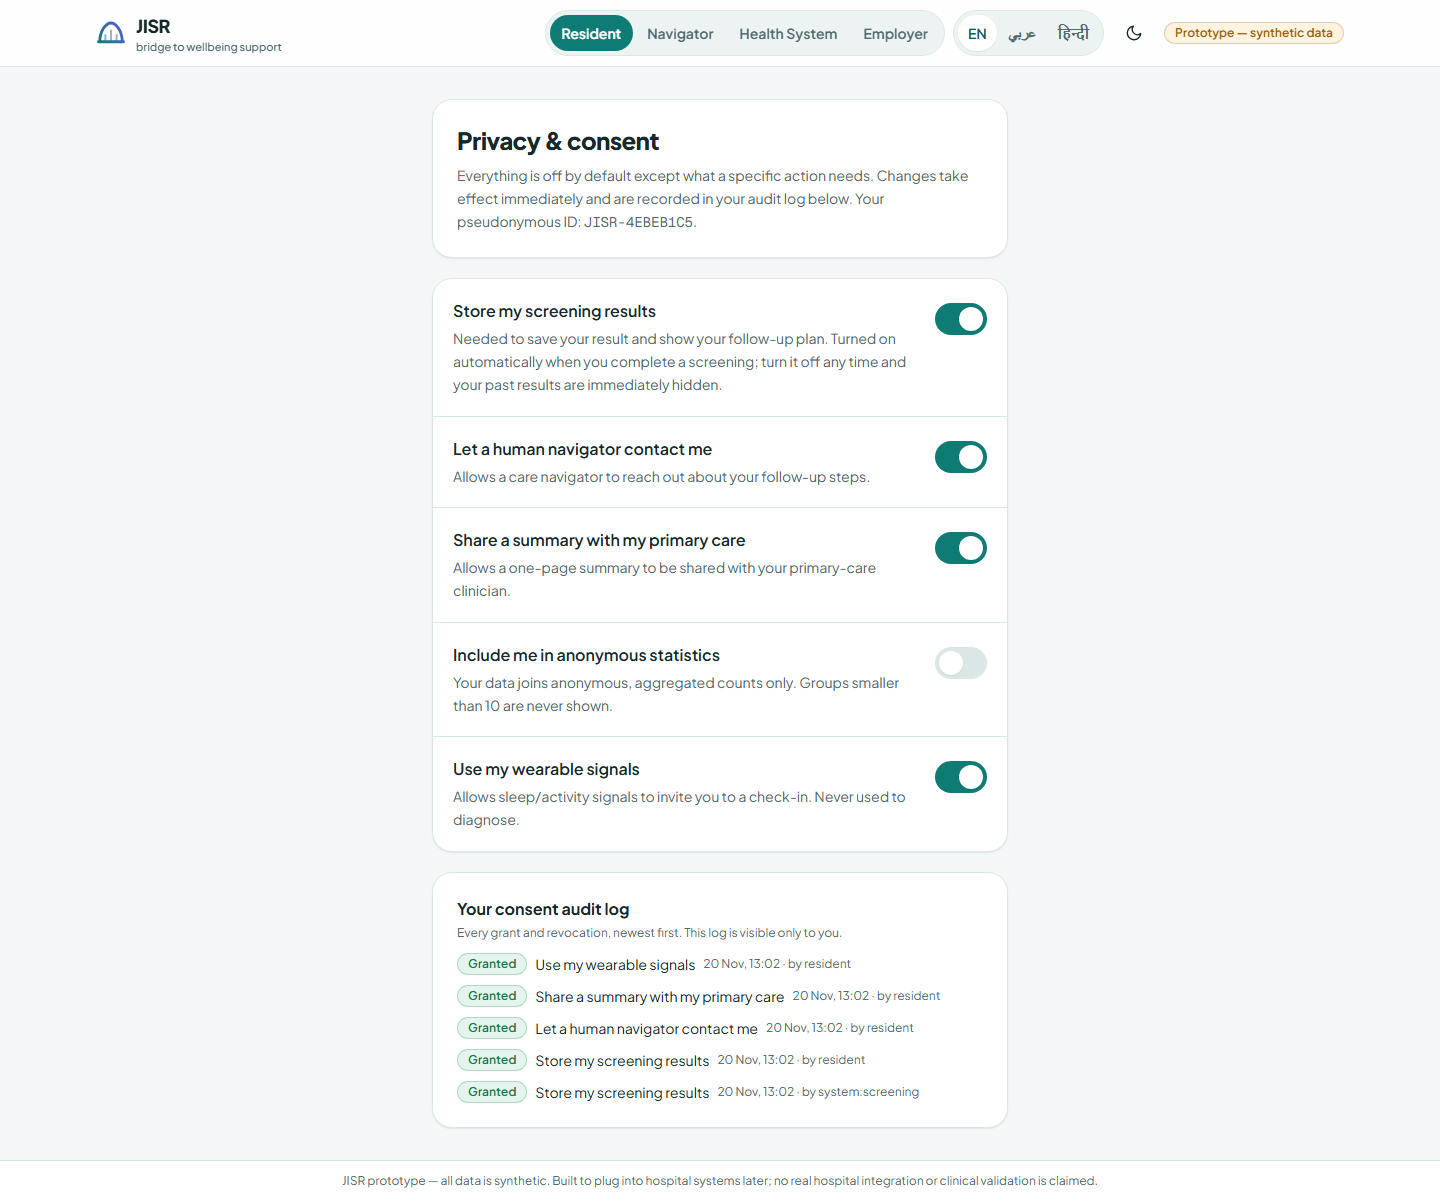 JISR
bridge to wellbeing support
Resident
Navigator
Health System
Employer
EN
عربي
हिन्दी
Prototype — synthetic data
Privacy & consent
Everything is off by default except what a specific action needs. Changes take
effect immediately and are recorded in your audit log below. Your
pseudonymous ID: JISR-4EBEB1C5.
Store my screening results
Needed to save your result and show your follow-up plan. Turned on
automatically when you complete a screening; turn it off any time and
your past results are immediately hidden.
Let a human navigator contact me
Allows a care navigator to reach out about your follow-up steps.
Share a summary with my primary care
Allows a one-page summary to be shared with your primary-care
clinician.
Include me in anonymous statistics
Your data joins anonymous, aggregated counts only. Groups smaller
than 10 are never shown.
Use my wearable signals
Allows sleep/activity signals to invite you to a check-in. Never used to
diagnose.
Your consent audit log
Every grant and revocation, newest first. This log is visible only to you.
Granted Use my wearable signals 20 Nov, 13:02 · by resident
Granted Share a summary with my primary care 20 Nov, 13:02 · by resident
Granted Let a human navigator contact me 20 Nov, 13:02 · by resident
Granted Store my screening results 20 Nov, 13:02 · by resident
Granted Store my screening results 20 Nov, 13:02 · by system:screening
JISR prototype — all data is synthetic. Built to plug into hospital systems later; no real hospital integration or clinical validation is claimed.